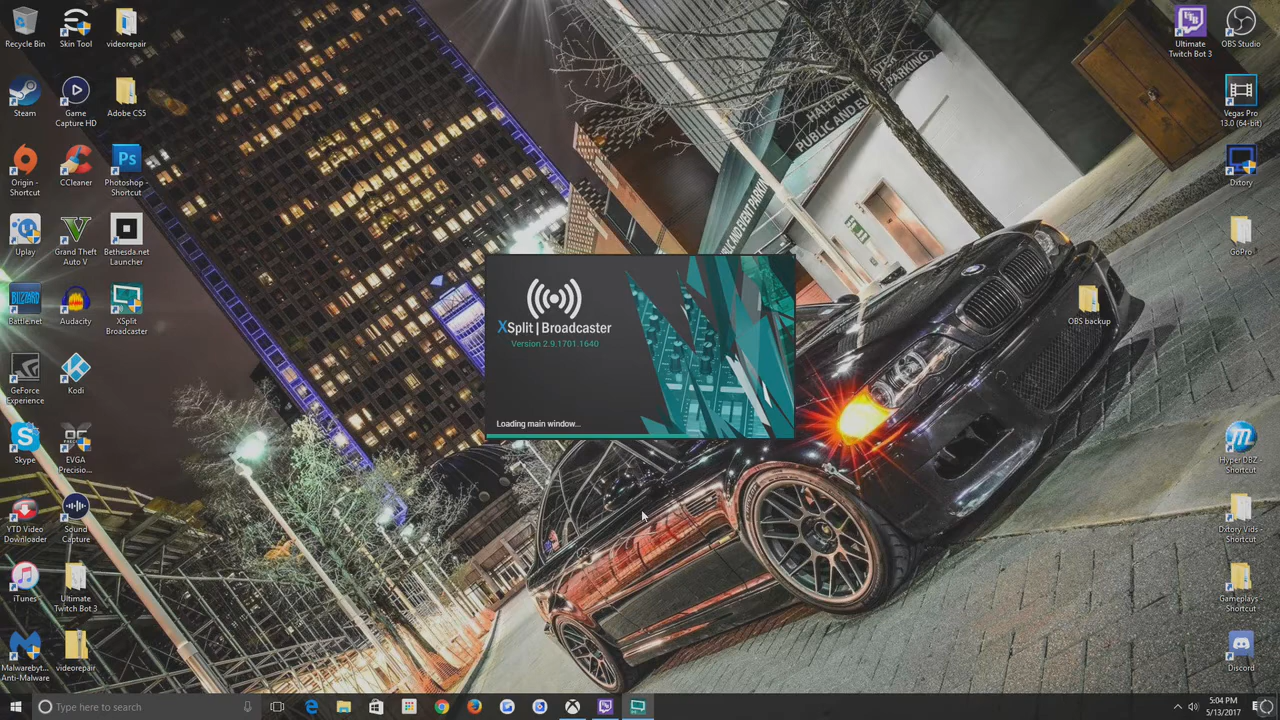 Recycle Bin
Skin Tool
videorepair
Steam
Game
Capture HD
Adobe CS5
Origin -
Shortcut
CCleaner
Photoshop -
Shortcut
Uplay
Grand Theft
Auto V
Bethesda.net
Launcher
Battle.net
Audacity
XSplit
Broadcaster
GeForce
Experience
Kodi
Skype
EVGA
Precisio...
YTD Video
Downloader
Sound
Capture
iTunes
Ultimate
Twitch Bot 3
Malwarebyt...
Anti-Malware
videorepair
PUBLIC AND EVENT PARKING
XSplit | Broadcaster
Version 2.9.1701.1640
Loading main window...
Ultimate
Twitch Bot 3
OBS Studio
Vegas Pro
13.0 (64-bit)
Dxtory
GoPro
OBS backup
Hyper DBZ -
Shortcut
Dxtory Vids -
Shortcut
Gameplays -
Shortcut
Discord
Type here to search
5:04 PM
5/13/2017